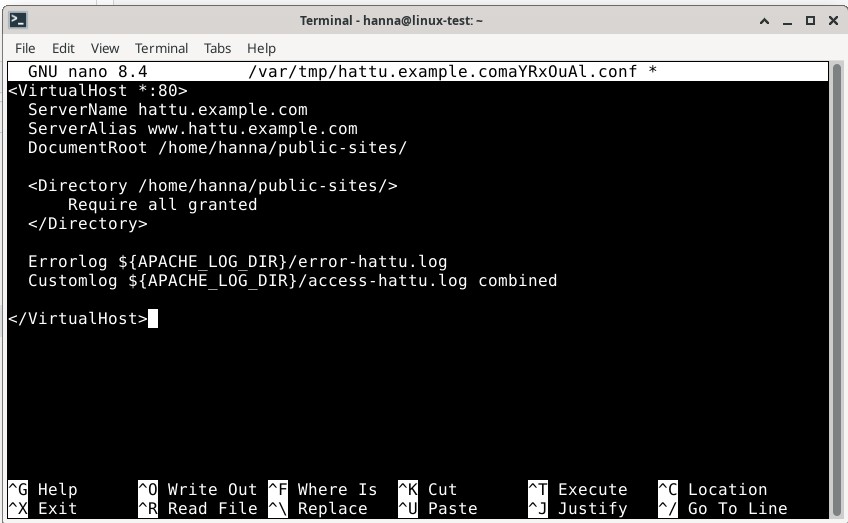 Terminal - hanna@linux-test: ~
File Edit View Terminal Tabs Help
GNU nano 8.4 /var/tmp/hattu.example.comaYRxOuAl.conf *
<VirtualHost *:80>
ServerName hattu.example.com
ServerAlias www.hattu.example.com
DocumentRoot /home/hanna/public-sites/
<Directory /home/hanna/public-sites/>
Require all granted
</Directory>
Errorlog ${APACHE_LOG_DIR}/error-hattu.log
Customlog ${APACHE_LOG_DIR}/access-hattu.log combined
</VirtualHost>
^G Help ^O Write Out ^F Where Is ^K Cut ^T Execute ^C Location
^X Exit ^R Read File ^\ Replace ^U Paste ^J Justify ^/ Go To Line